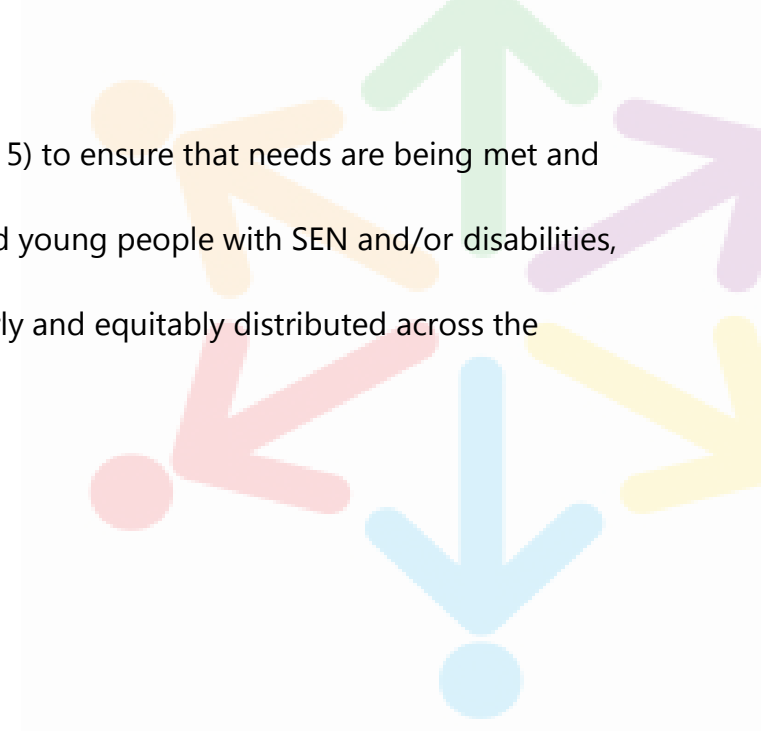 5) to ensure that needs are being met and
d young people with SEN and/or disabilities,
ly and equitably distributed across the